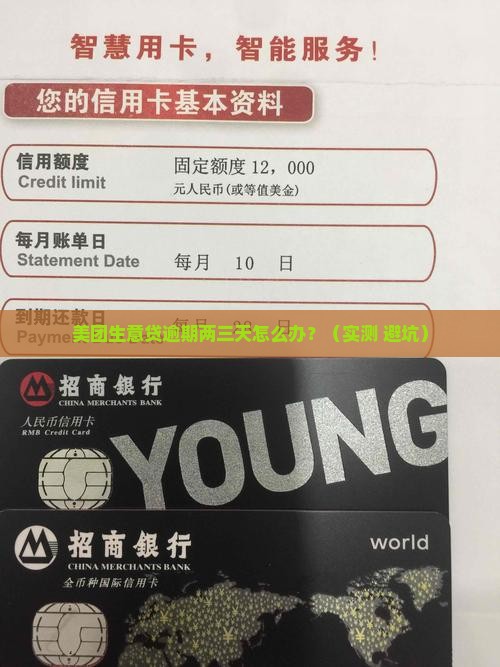 智慧用卡，智能服务！
您的信用卡基本资料
信用额度 固定额度 12，000
Credit limit 元人民币(或等值美金)
每月账单日
Statement Date 每月 10 日
到期还款日
美团生意贷逾期两三天怎么办？（实测 避坑）
招商銀行
CHINA MERCHANTS BANK
人民币信用卡
RMB Credit Card
YOUNG
招商銀行 world
CHINA MERCHANTS BANK
全币种国际信用卡